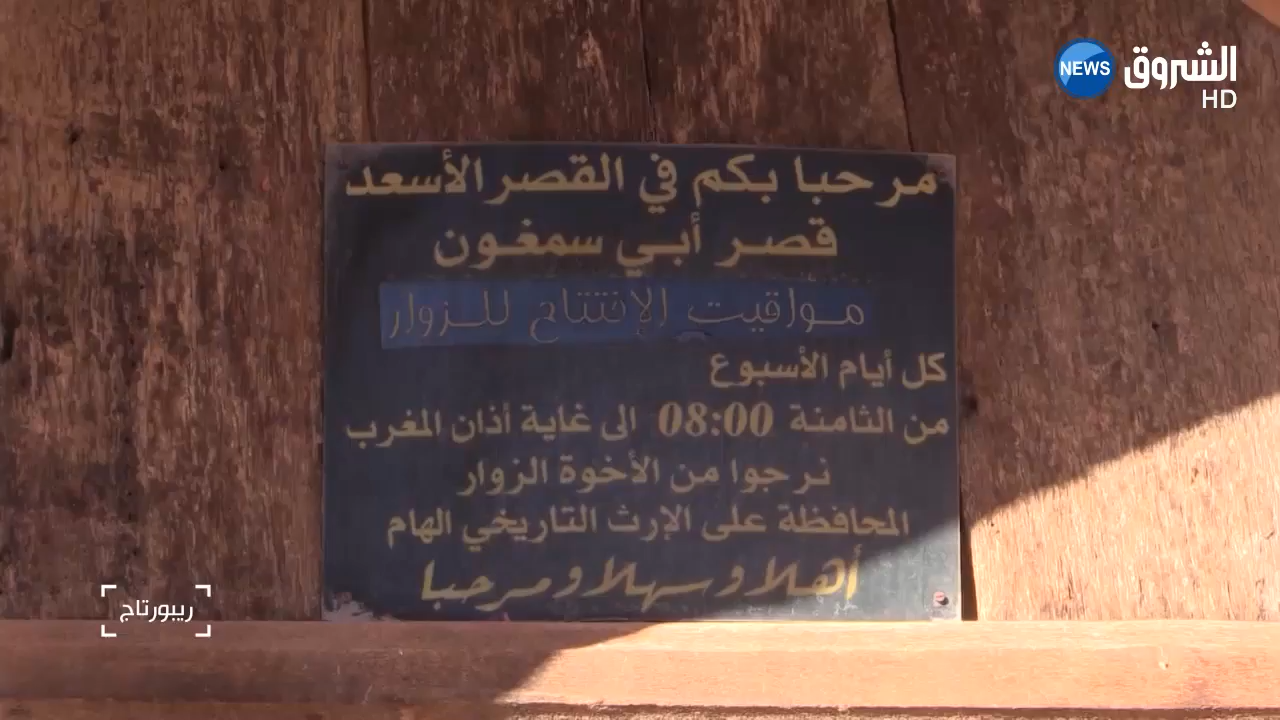 NEWS الشروق
HD
مرحبا بكم في القصر الأسعد
قصر أبي سمغون
مواقيت الإفتتاح للزوار
كل أيام الأسبوع
من الثامنة 08:00 الى غاية أذان المغرب
نرجوا من الأخوة الزوار
المحافظة على الإرث التاريخي الهام
أهلا وسهلا ومرحبا
ريبورتاج